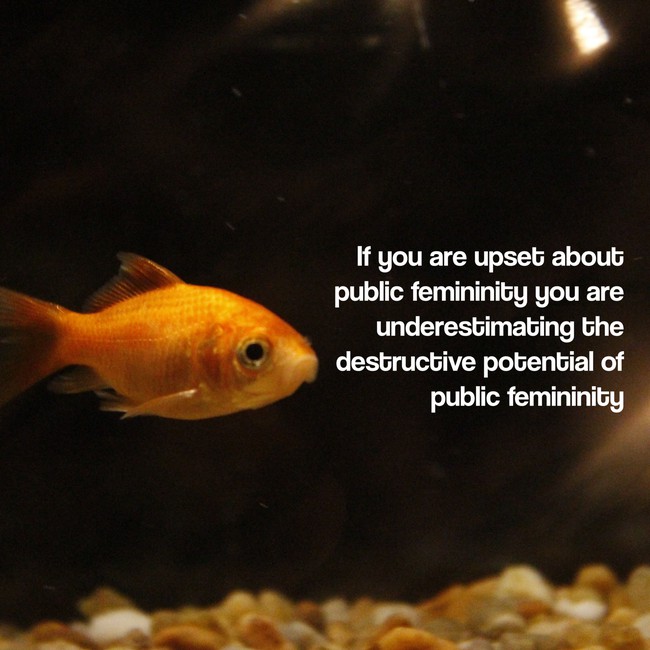 If you are upset about
public femininity you are
underestimating the
destructive potential of
public femininity